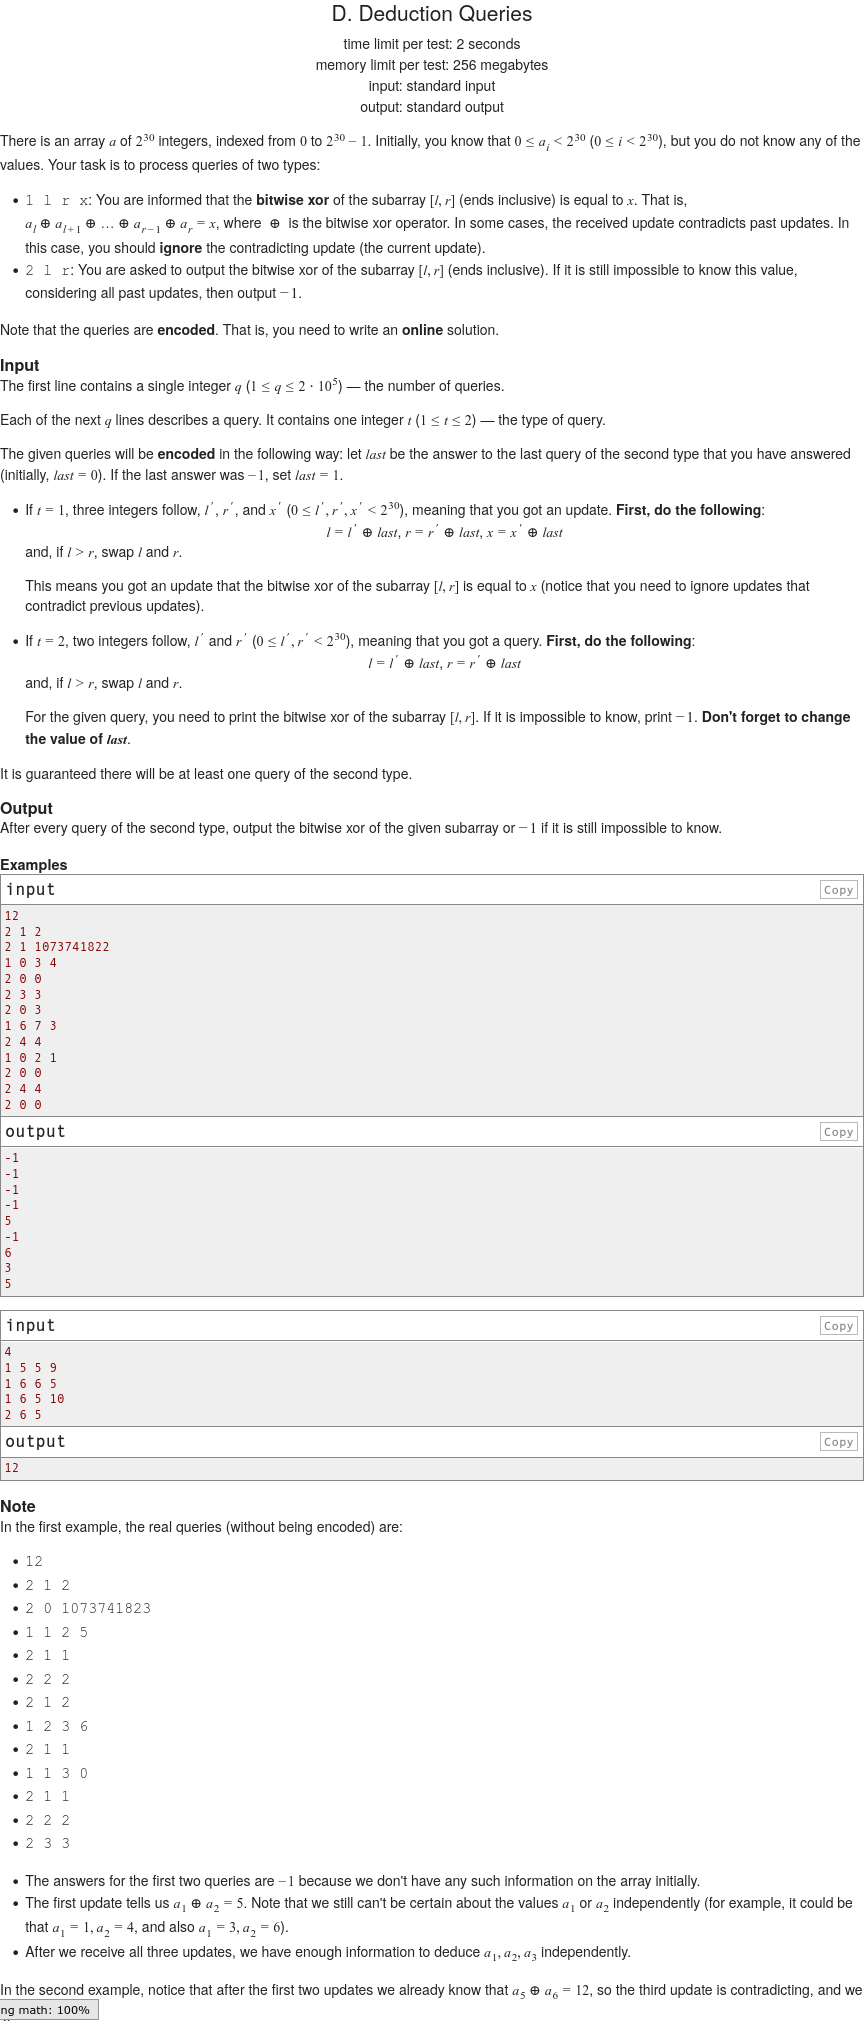 D. Deduction Queries
time limit per test: 2 seconds
memory limit per test: 256 megabytes
input: standard input
output: standard output
There is an array a of 2^30 integers, indexed from 0 to 2^30 − 1. Initially, you know that 0 ≤ a_i < 2^30 (0 ≤ i < 2^30), but you do not know any of the
values. Your task is to process queries of two types:
• 1 l r x: You are informed that the bitwise xor of the subarray [l, r] (ends inclusive) is equal to x. That is,
a_l ⊕ a_{l+1} ⊕ … ⊕ a_{r−1} ⊕ a_r = x, where ⊕ is the bitwise xor operator. In some cases, the received update contradicts past updates. In
this case, you should ignore the contradicting update (the current update).
• 2 l r: You are asked to output the bitwise xor of the subarray [l, r] (ends inclusive). If it is still impossible to know this value,
considering all past updates, then output −1.
Note that the queries are encoded. That is, you need to write an online solution.
Input
The first line contains a single integer q (1 ≤ q ≤ 2 · 10^5) — the number of queries.
Each of the next q lines describes a query. It contains one integer t (1 ≤ t ≤ 2) — the type of query.
The given queries will be encoded in the following way: let last be the answer to the last query of the second type that you have answered
(initially, last = 0). If the last answer was −1, set last = 1.
• If t = 1, three integers follow, l′, r′, and x′ (0 ≤ l′, r′, x′ < 2^30), meaning that you got an update. First, do the following:
l = l′ ⊕ last, r = r′ ⊕ last, x = x′ ⊕ last
and, if l > r, swap l and r.
This means you got an update that the bitwise xor of the subarray [l, r] is equal to x (notice that you need to ignore updates that
contradict previous updates).
• If t = 2, two integers follow, l′ and r′ (0 ≤ l′, r′ < 2^30), meaning that you got a query. First, do the following:
l = l′ ⊕ last, r = r′ ⊕ last
and, if l > r, swap l and r.
For the given query, you need to print the bitwise xor of the subarray [l, r]. If it is impossible to know, print −1. Don't forget to change
the value of last.
It is guaranteed there will be at least one query of the second type.
Output
After every query of the second type, output the bitwise xor of the given subarray or −1 if it is still impossible to know.
Examples
input
Copy
12
2 1 2
2 1 1073741822
1 0 3 4
2 0 0
2 3 3
2 0 3
1 6 7 3
2 4 4
1 0 2 1
2 0 0
2 4 4
2 0 0
output
Copy
-1
-1
-1
-1
5
-1
6
3
5
input
Copy
4
1 5 5 9
1 6 6 5
1 6 5 10
2 6 5
output
Copy
12
Note
In the first example, the real queries (without being encoded) are:
• 12
• 2 1 2
• 2 0 1073741823
• 1 1 2 5
• 2 1 1
• 2 2 2
• 2 1 2
• 1 2 3 6
• 2 1 1
• 1 1 3 0
• 2 1 1
• 2 2 2
• 2 3 3
• The answers for the first two queries are −1 because we don't have any such information on the array initially.
• The first update tells us a_1 ⊕ a_2 = 5. Note that we still can't be certain about the values a_1 or a_2 independently (for example, it could be
that a_1 = 1, a_2 = 4, and also a_1 = 3, a_2 = 6).
• After we receive all three updates, we have enough information to deduce a_1, a_2, a_3 independently.
In the second example, notice that after the first two updates we already know that a_5 ⊕ a_6 = 12, so the third update is contradicting, and we
ng math: 100%